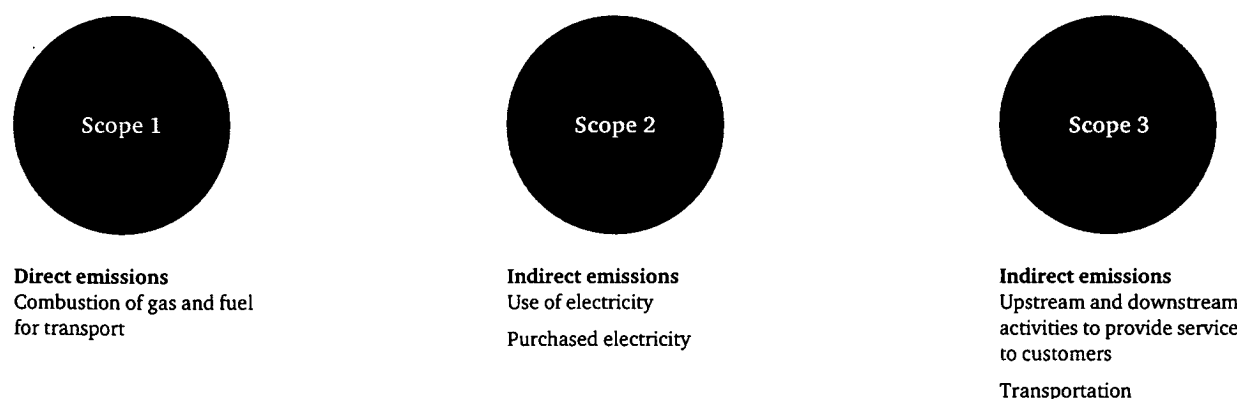 Scope 1
Scope 2
Scope 3
Direct emissions
Combustion of gas and fuel
for transport
Indirect emissions
Use of electricity
Purchased electricity
Indirect emissions
Upstream and downstream
activities to provide service
to customers
Transportation